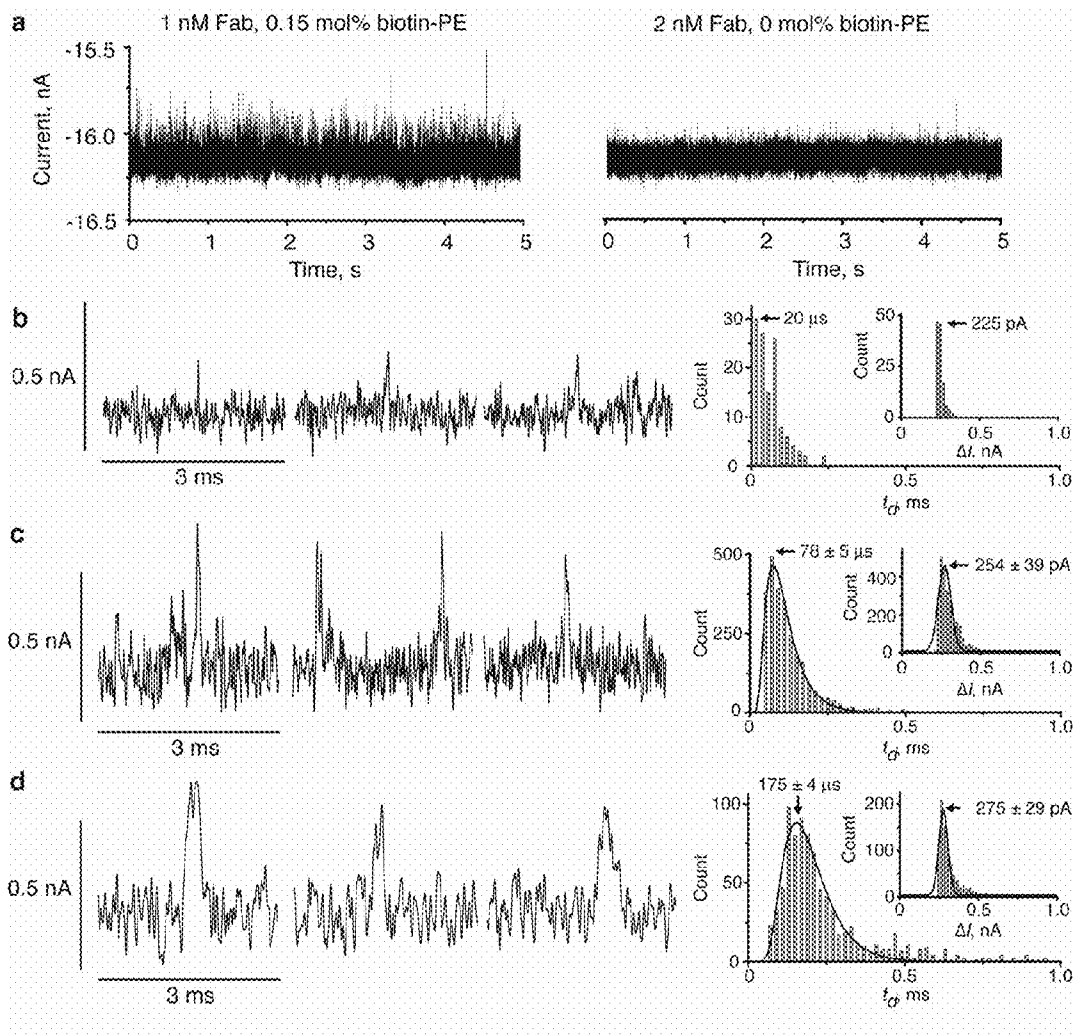 a
1 nM Fab, 0.15 mol% biotin-PE
2 nM Fab, 0 mol% biotin-PE
-15.5
-16.0
-16.5
Current, nA
0 1 2 3 4 5
Time, s
0 1 2 3 4 5
Time, s
b
0.5 nA
3 ms
30
20
10
0
Count
20 µs
0 0.5 1.0
t_d, ms
50
25
0
Count
225 pA
0 0.5 1.0
ΔI, nA
c
0.5 nA
3 ms
500
250
0
Count
78 ± 5 µs
0 0.5 1.0
t_d, ms
400
200
0
Count
254 ± 39 pA
0 0.5 1.0
ΔI, nA
d
0.5 nA
3 ms
100
50
0
Count
175 ± 4 µs
0 0.5 1.0
t_d, ms
200
100
0
Count
275 ± 29 pA
0 0.5 1.0
ΔI, nA